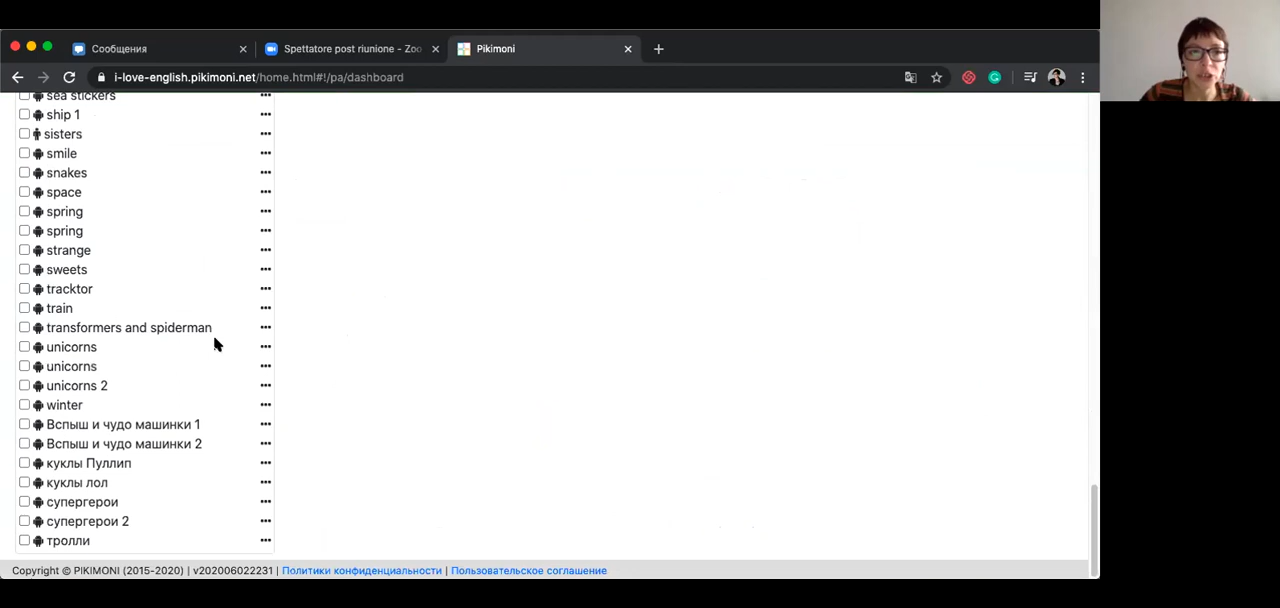 Сообщения
Spettatore post riunione - Zoo
Pikimoni
i-love-english.pikimoni.net/home.html#!/pa/dashboard
sea stickers
ship 1
sisters
smile
snakes
space
spring
spring
strange
sweets
tracktor
train
transformers and spiderman
unicorns
unicorns
unicorns 2
winter
Вспыш и чудо машинки 1
Вспыш и чудо машинки 2
куклы Пуллип
куклы лол
супергерои
супергерои 2
тролли
Copyright © PIKIMONI (2015-2020) | v202006022231 | Политики конфиденциальности | Пользовательское соглашение